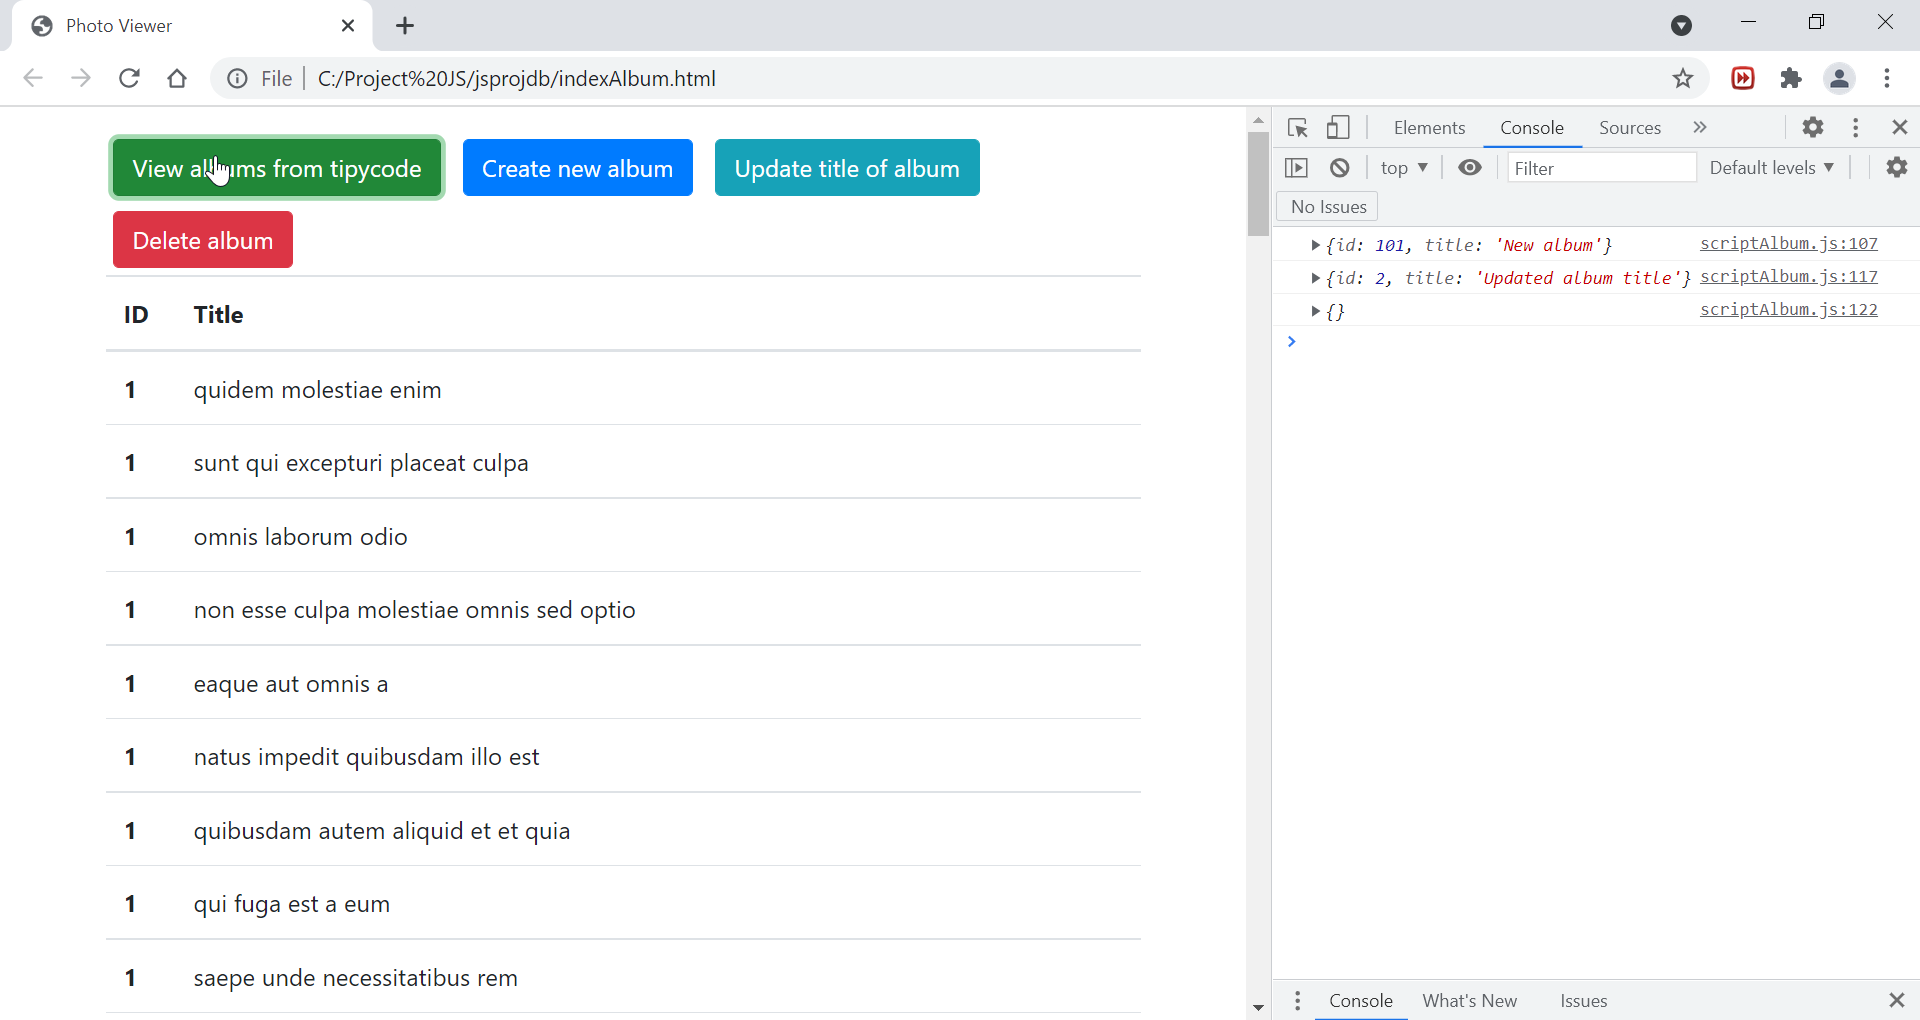 Photo Viewer
File C:/Project%20JS/jsprojdb/indexAlbum.html
View albums from tipycode Create new album Update title of album
Delete album
ID Title
1 quidem molestiae enim
1 sunt qui excepturi placeat culpa
1 omnis laborum odio
1 non esse culpa molestiae omnis sed optio
1 eaque aut omnis a
1 natus impedit quibusdam illo est
1 quibusdam autem aliquid et et quia
1 qui fuga est a eum
1 saepe unde necessitatibus rem
Elements Console Sources
top Filter Default levels
No Issues
{id: 101, title: 'New album'} scriptAlbum.js:107
{id: 2, title: 'Updated album title'} scriptAlbum.js:117
{} scriptAlbum.js:122
Console What's New Issues